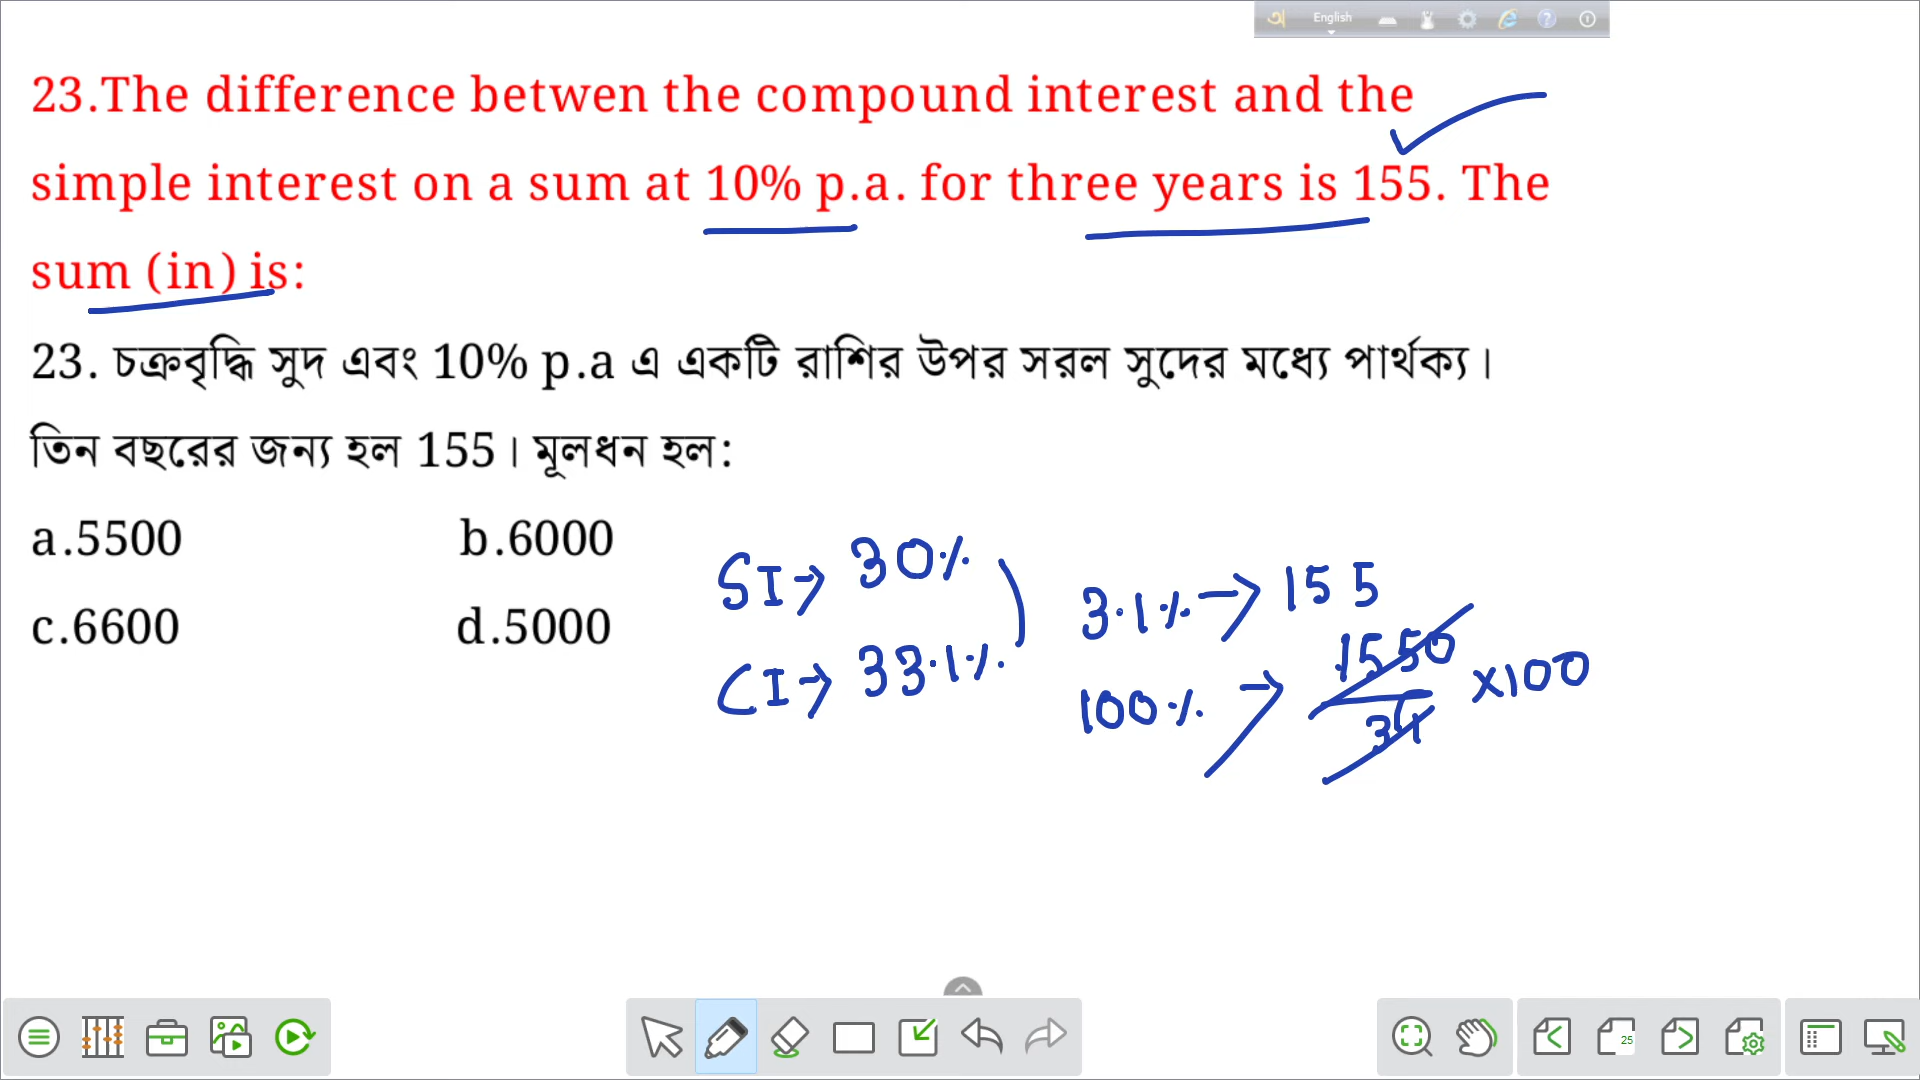 English
23.The difference betwen the compound interest and the
simple interest on a sum at 10% p.a. for three years is 155. The
sum (in) is:
23. চক্রবৃদ্ধি সুদ এবং 10% p.a এ একটি রাশির উপর সরল সুদের মধ্যে পার্থক্য।
তিন বছরের জন্য হল 155। মূলধন হল:
a.5500 b.6000
c.6600 d.5000
SI→ 30%
CI→ 33.1%
3.1% → 155
100% → 1550/31 ×100
25